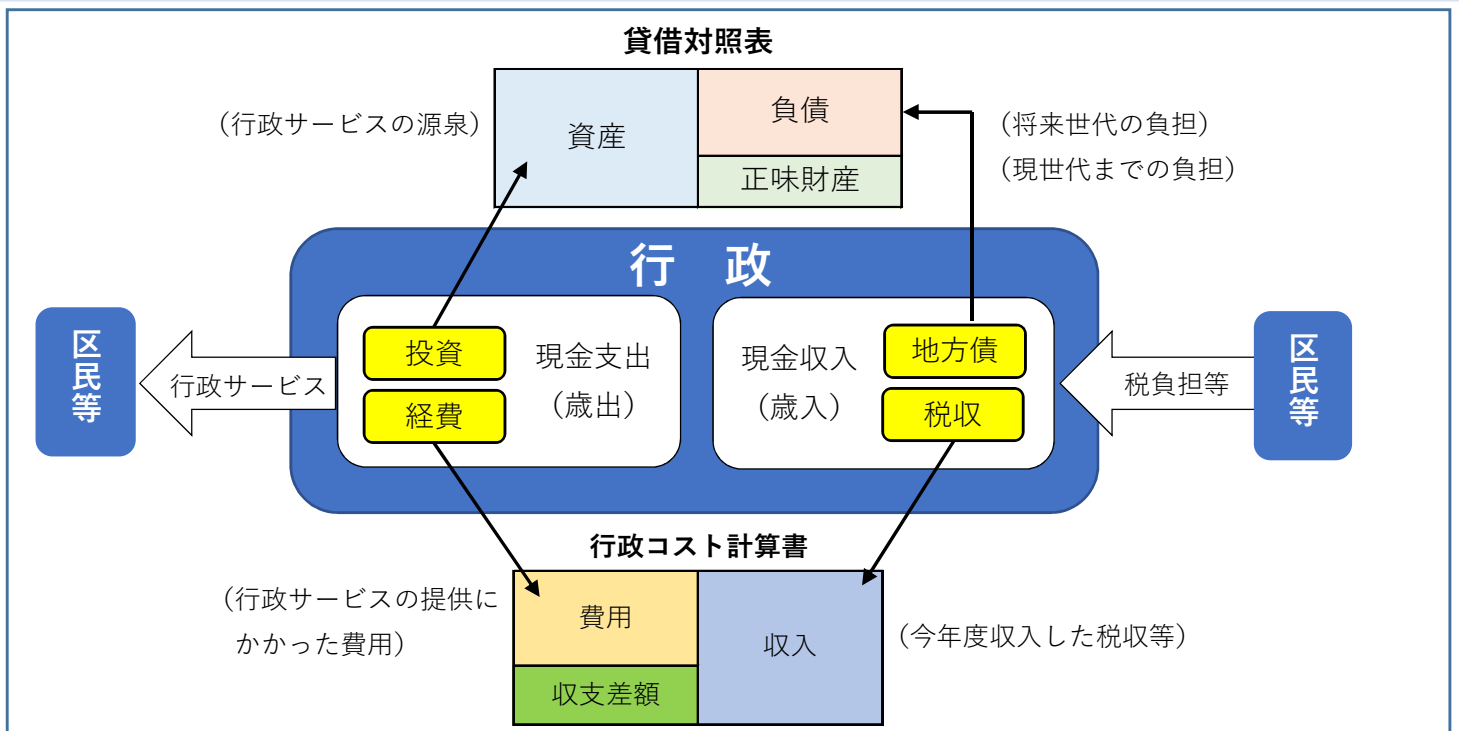 貸借対照表
(行政サービスの源泉)
資産
負債
正味財産
(将来世代の負担)
(現世代までの負担)
行 政
区民等
行政サービス
投資
経費
現金支出
(歳出)
現金収入
(歳入)
地方債
税収
税負担等
区民等
行政コスト計算書
(行政サービスの提供に
かかった費用)
費用
収支差額
収入
(今年度収入した税収等)